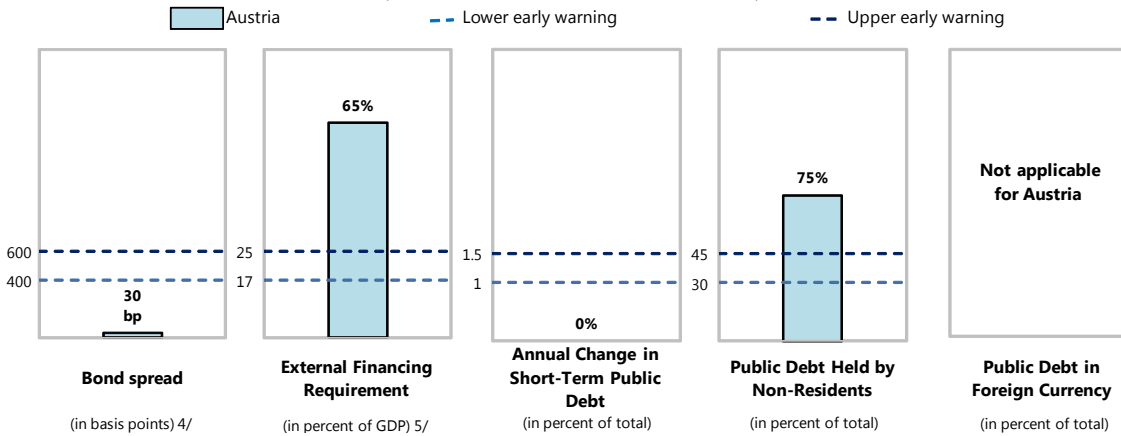 Austria
Lower early warning
Upper early warning
65%
75%
Not applicable
for Austria
600
400
30
bp
25
17
1.5
1
0%
45
30
Bond spread
(in basis points) 4/
External Financing
Requirement
(in percent of GDP) 5/
Annual Change in
Short-Term Public
Debt
(in percent of total)
Public Debt Held by
Non-Residents
(in percent of total)
Public Debt in
Foreign Currency
(in percent of total)